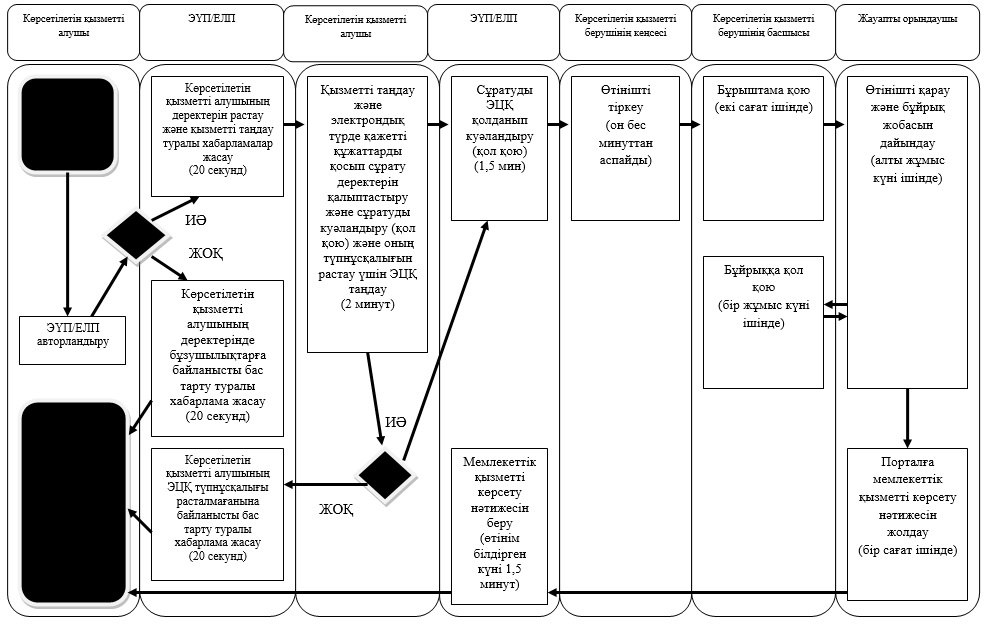 Көрсетілетін қызметті
алушы
ЭҮП/ЕЛП
Көрсетілетін қызметті
алушы
ЭҮП/ЕЛП
Көрсетілетін қызметті
берушінің кеңсесі
Көрсетілетін қызметті
берушінің басшысы
Жауапты орындаушы
Көрсетілетін
қызметті алушының
деректерін растау
және қызметті таңдау
туралы хабарламалар
жасау
(20 секунд)
Қызметті таңдау
және
электрондық
түрде қажетті
құжаттарды
қосып сұрату
деректерін
қалыптастыру
және сұратуды
куәландыру (қол
қою) және оның
түпнұсқалығын
растау үшін ЭЦҚ
таңдау
(2 минут)
Сұратуды
ЭЦҚ
қолданып
куәландыру
(қол қою)
(1,5 мин)
Өтінішті
тіркеу
(он бес
минуттан
аспайды)
Бұрыштама қою
(екі сағат ішінде)
Өтінішті қарау
және бұйрық
жобасын
дайындау
(алты жұмыс
күні ішінде)
ИӘ
ЖОҚ
Бұйрыққа қол
қою
(бір жұмыс күні
ішінде)
ЭҮП/ЕЛП
авторландыру
Көрсетілетін
қызметті
алушының
деректерінде
бұзушылықтарға
байланысты бас
тарту туралы
хабарлама жасау
(20 секунд)
ИӘ
Көрсетілетін
қызметті алушының
ЭЦҚ түпнұсқалығы
расталмағанына
байланысты бас
тарту туралы
хабарлама жасау
(20 секунд)
ЖОҚ
Мемлекеттік
қызметті
көрсету
нәтижесін
беру
(өтінім
білдірген
күні 1,5
минут)
Порталға
мемлекеттік
қызметті көрсету
нәтижесін
жолдау
(бір сағат ішінде)